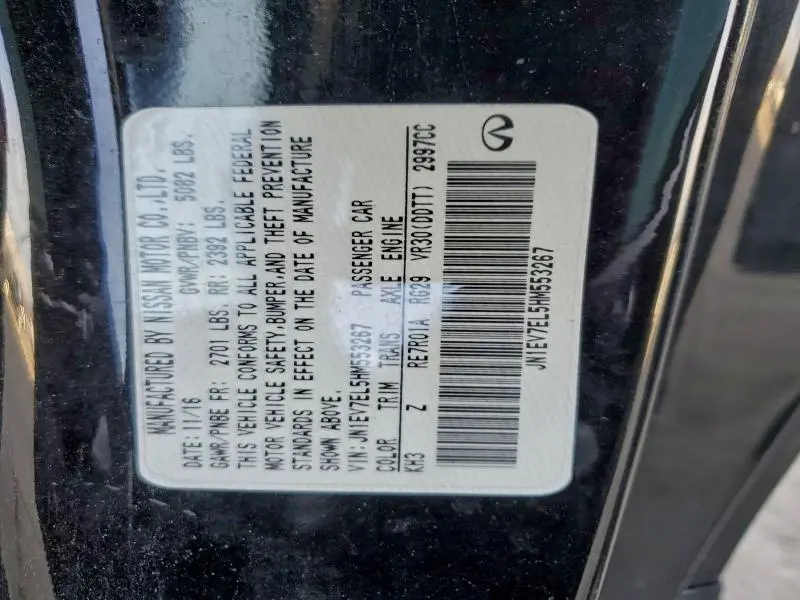 MANUFACTURED BY NISSAN MOTOR CO.,LTD.
DATE: 11/16 GVWR/PNBV: 5082 LBS.
GAWR/PNBE FR: 2701 LBS. RR: 2392 LBS.
THIS VEHICLE CONFORMS TO ALL APPLICABLE FEDERAL
MOTOR VEHICLE SAFETY,BUMPER,AND THEFT PREVENTION
STANDARDS IN EFFECT ON THE DATE OF MANUFACTURE
SHOWN ABOVE.
VIN: JN1EV7EL5HM553267 PASSENGER CAR
COLOR TRIM TRANS AXLE ENGINE
KH3 Z RE7R01A RG29 VR30(DDTT) 2997CC
JN1EV7EL5HM553267